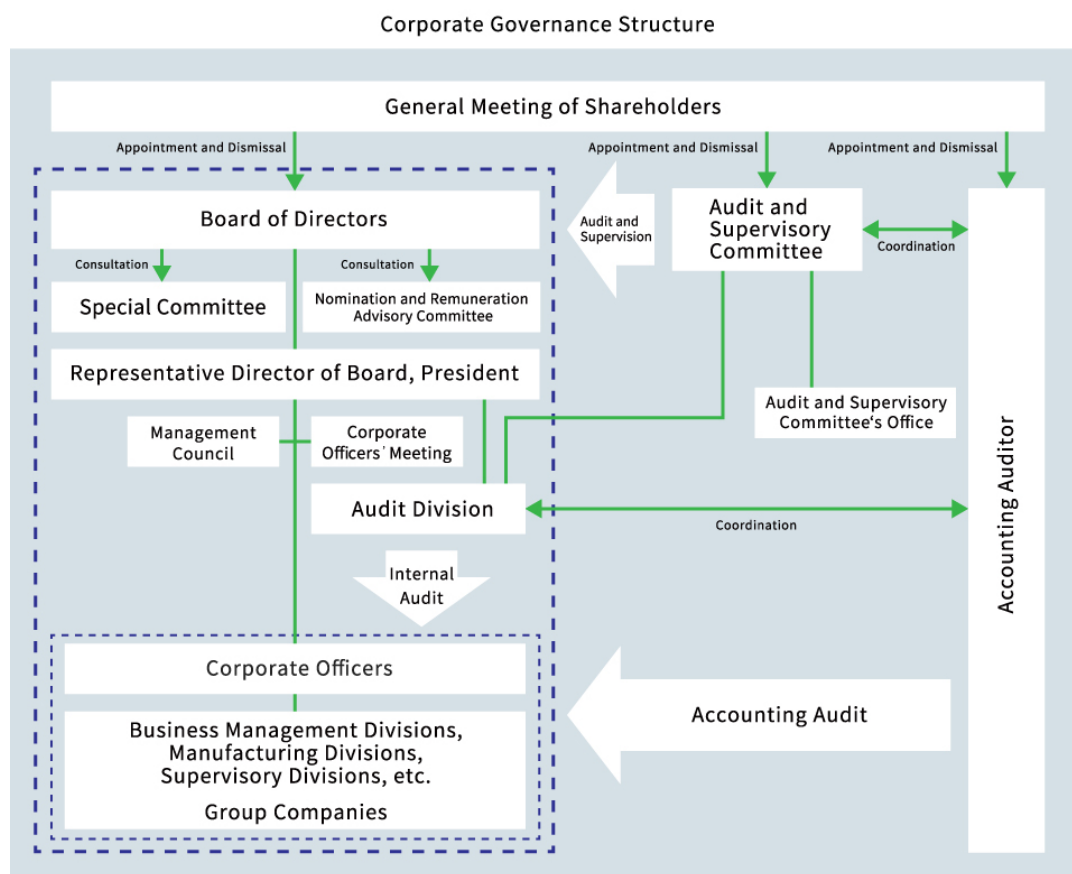 Corporate Governance Structure
General Meeting of Shareholders
Appointment and Dismissal
Appointment and Dismissal
Appointment and Dismissal
Board of Directors
Audit and
Supervision
Audit and
Supervisory
Committee
Coordination
Consultation
Consultation
Special Committee
Nomination and Remuneration
Advisory Committee
Representative Director of Board, President
Management
Council
Corporate
Officers' Meeting
Audit and Supervisory
Committee‘s Office
Audit Division
Coordination
Accounting Auditor
Internal
Audit
Corporate Officers
Accounting Audit
Business Management Divisions,
Manufacturing Divisions,
Supervisory Divisions, etc.
Group Companies